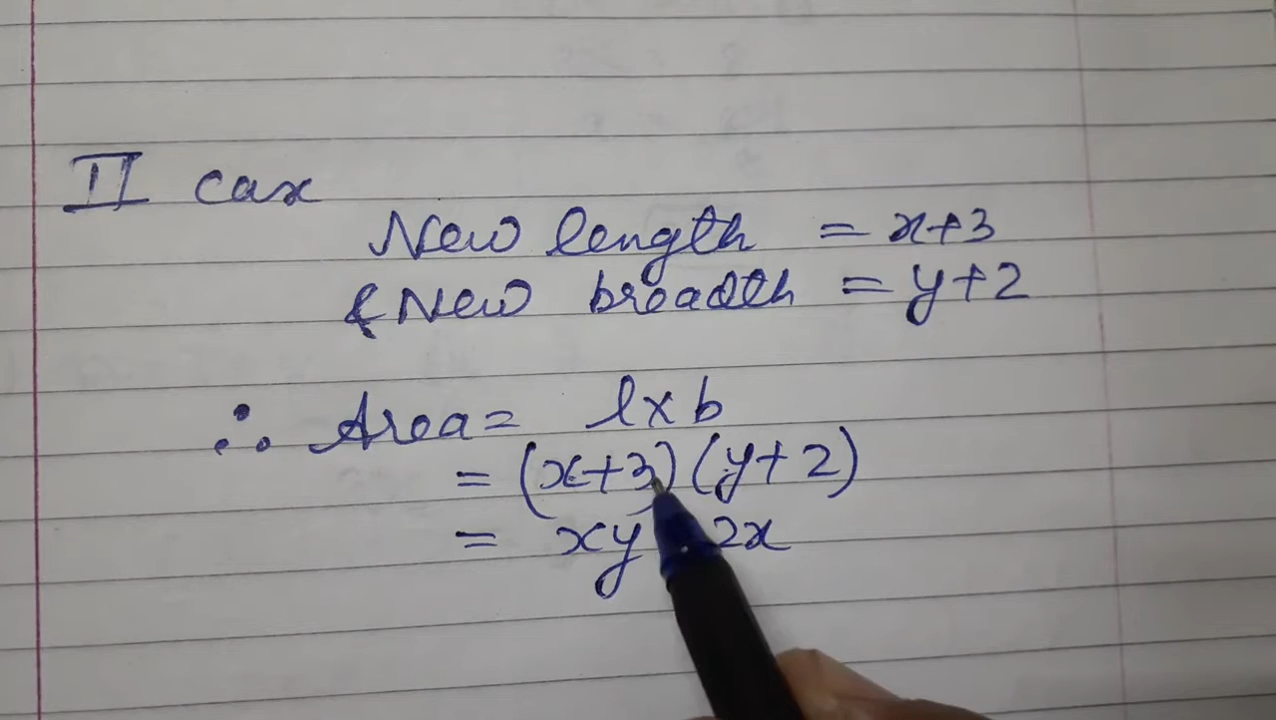 II case
New length = x+3
& New breadth = y+2
∴ Area = l×b
= (x+3) (y+2)
= xy 2x